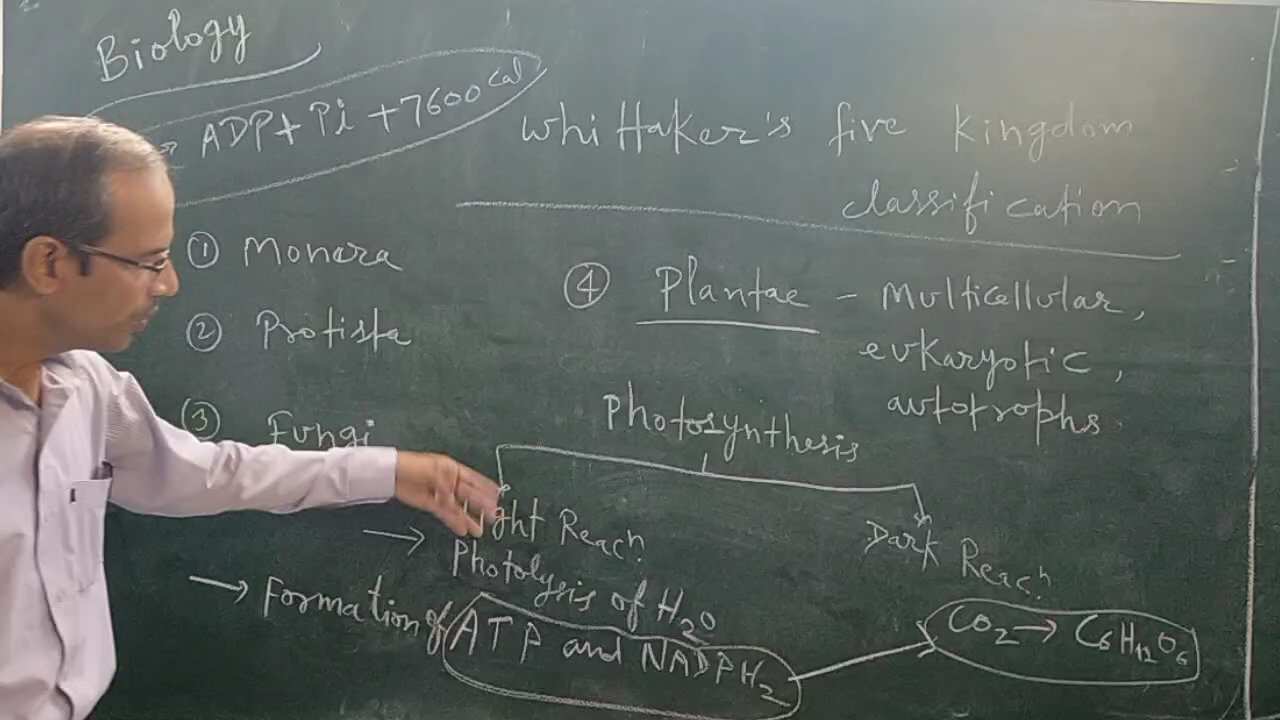 Biology
ADP + Pi + 7600 cal
Whittaker's five Kingdom
classification
① Monera
② Protista
③ Fungi
④ Plantae - Multicellular,
eukaryotic,
autotrophs.
Photosynthesis
Light Reacn.
Dark Reacn.
→ Photolysis of H₂O
→ Formation of ATP and NADPH₂
CO₂ → C₆H₁₂O₆